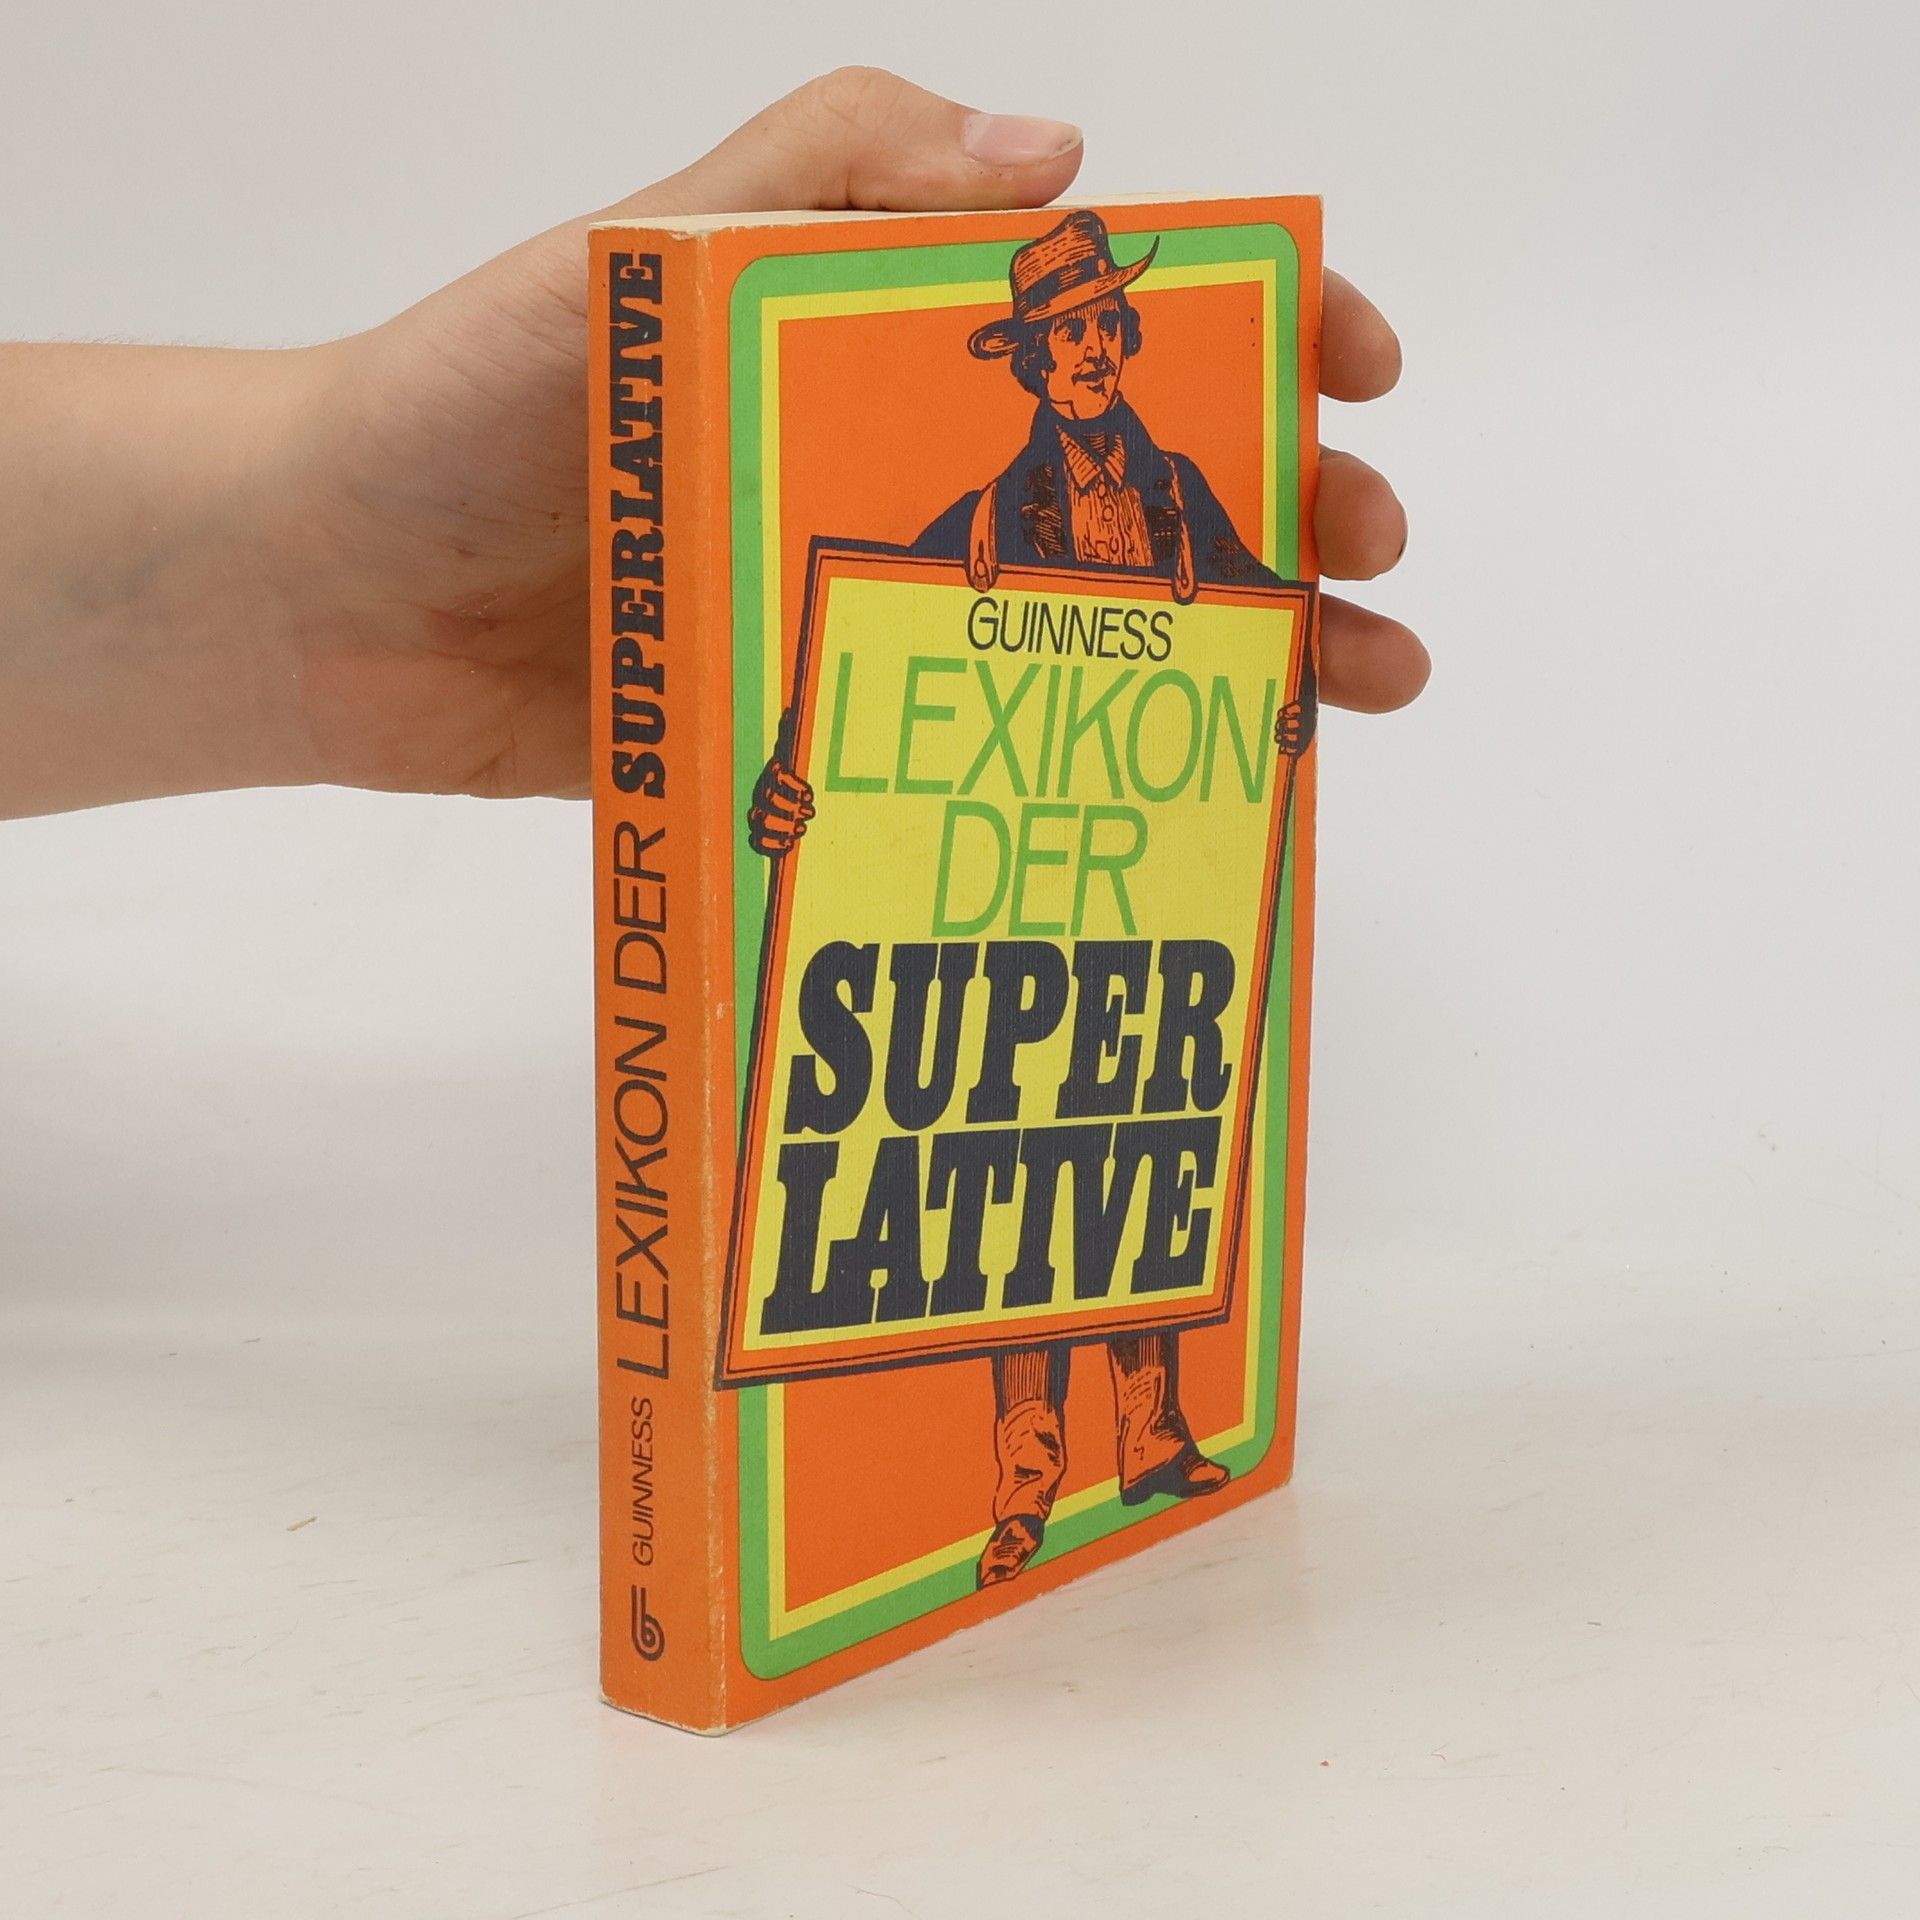 GUINNESS LEXIKON DER SUPERLATIVE
GUINNESS
LEXIKON
DER
SUPER
LATIVE